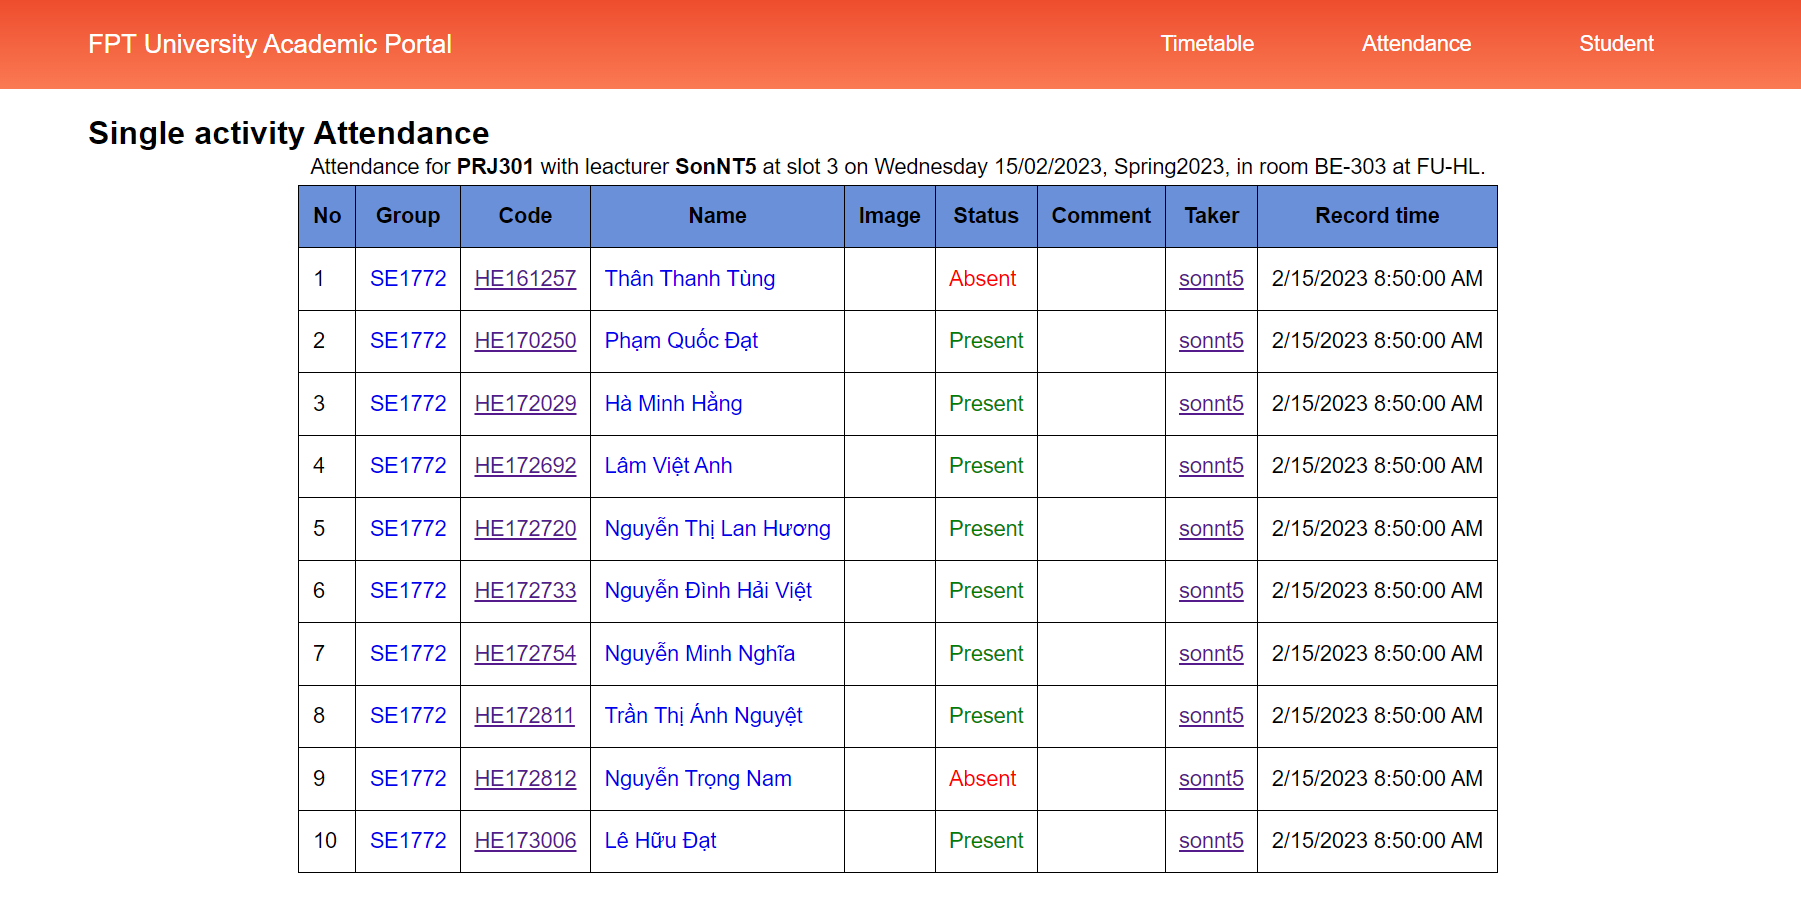 FPT University Academic Portal Timetable Attendance Student
Single activity Attendance
Attendance for PRJ301 with leacturer SonNT5 at slot 3 on Wednesday 15/02/2023, Spring2023, in room BE-303 at FU-HL.
No Group Code Name Image Status Comment Taker Record time
1 SE1772 HE161257 Thân Thanh Tùng Absent sonnt5 2/15/2023 8:50:00 AM
2 SE1772 HE170250 Phạm Quốc Đạt Present sonnt5 2/15/2023 8:50:00 AM
3 SE1772 HE172029 Hà Minh Hằng Present sonnt5 2/15/2023 8:50:00 AM
4 SE1772 HE172692 Lâm Việt Anh Present sonnt5 2/15/2023 8:50:00 AM
5 SE1772 HE172720 Nguyễn Thị Lan Hương Present sonnt5 2/15/2023 8:50:00 AM
6 SE1772 HE172733 Nguyễn Đình Hải Việt Present sonnt5 2/15/2023 8:50:00 AM
7 SE1772 HE172754 Nguyễn Minh Nghĩa Present sonnt5 2/15/2023 8:50:00 AM
8 SE1772 HE172811 Trần Thị Ánh Nguyệt Present sonnt5 2/15/2023 8:50:00 AM
9 SE1772 HE172812 Nguyễn Trọng Nam Absent sonnt5 2/15/2023 8:50:00 AM
10 SE1772 HE173006 Lê Hữu Đạt Present sonnt5 2/15/2023 8:50:00 AM